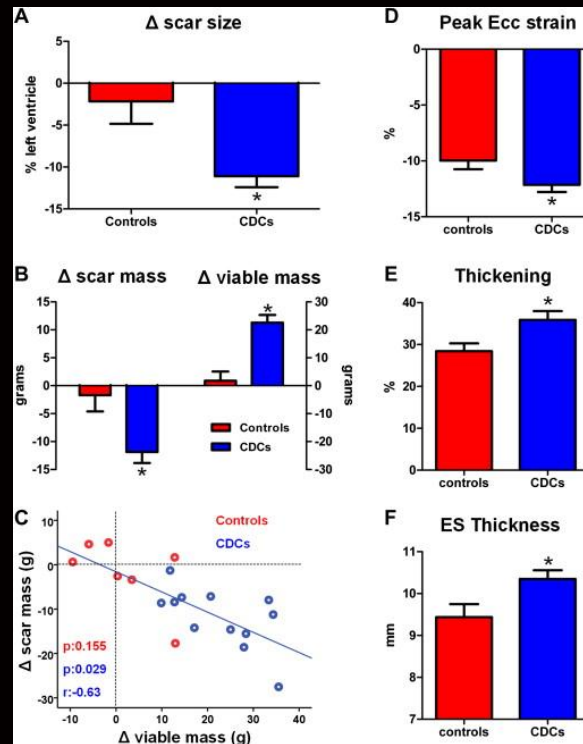 A
Δ scar size
0
-5
-10
-15
% left ventricle
*
Controls
CDCs
B
Δ scar mass
Δ viable mass
15
10
5
0
-5
-10
-15
grams
30
20
10
0
-10
-20
-30
grams
*
*
Controls
CDCs
C
Controls
CDCs
10
0
-10
-20
-30
Δ scar mass (g)
p:0.155
p:0.029
r:-0.63
-10
0
10
20
30
40
Δ viable mass (g)
D
Peak Ecc strain
0
-5
-10
-15
%
*
controls
CDCs
E
Thickening
40
30
20
10
0
%
*
controls
CDCs
F
ES Thickness
11
10
9
8
7
mm
*
controls
CDCs